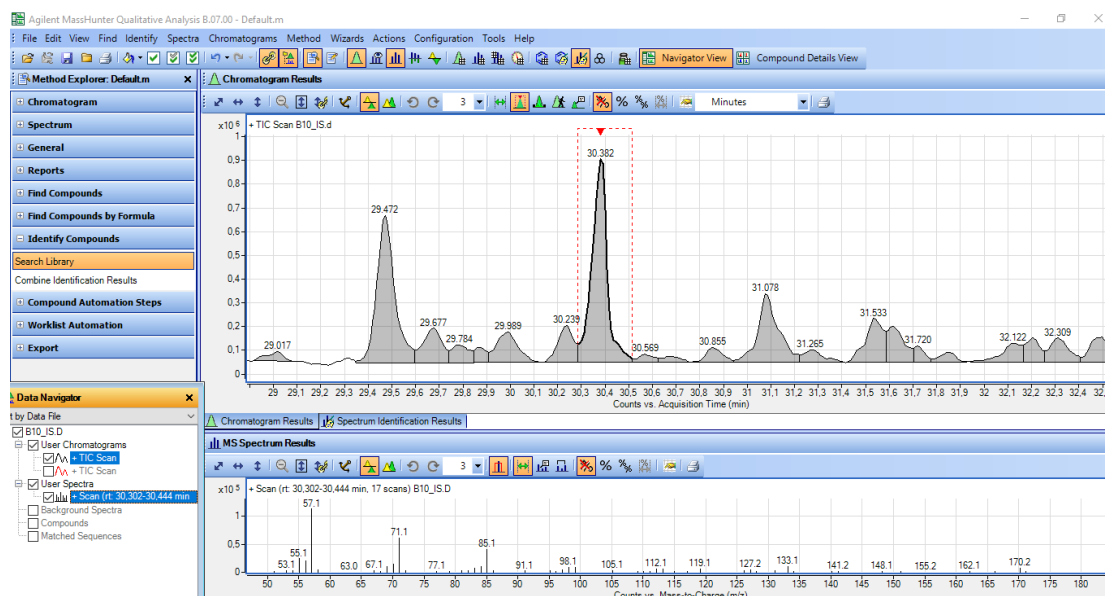 Agilent MassHunter Qualitative Analysis B.07.00 - Default.m
File Edit View Find Identify Spectra Chromatograms Method Wizards Actions Configuration Tools Help
Navigator View Compound Details View
Method Explorer: Default.m x
Chromatogram
Spectrum
General
Reports
Find Compounds
Find Compounds by Formula
Identify Compounds
Search Library
Combine Identification Results
Compound Automation Steps
Worklist Automation
Export
Chromatogram Results
3 % Minutes
x10 6 + TIC Scan B10_IS.d
1
0,9
0,8
0,7
0,6
0,5
0,4
0,3
0,2
0,1
0
29.017 29.472 29.677 29.784 29.989 30.239 30.382 30.569 30.855 31.078 31.265 31.533 31.720 32.122 32.309
29 29,1 29,2 29,3 29,4 29,5 29,6 29,7 29,8 29,9 30 30,1 30,2 30,3 30,4 30,5 30,6 30,7 30,8 30,9 31 31,1 31,2 31,3 31,4 31,5 31,6 31,7 31,8 31,9 32 32,1 32,2 32,3 32,4
Counts vs. Acquisition Time (min)
Chromatogram Results Spectrum Identification Results
Data Navigator x
t by Data File
B10_IS.D
User Chromatograms
+ TIC Scan
+ TIC Scan
User Spectra
+ Scan (rt: 30,302-30,444 min
Background Spectra
Compounds
Matched Sequences
MS Spectrum Results
3 %
x10 5 + Scan (rt: 30,302-30,444 min, 17 scans) B10_IS.D
1
0,5
0
53.1 55.1 57.1 63.0 67.1 71.1 77.1 85.1 91.1 98.1 105.1 112.1 119.1 127.2 133.1 141.2 148.1 155.2 162.1 170.2
50 55 60 65 70 75 80 85 90 95 100 105 110 115 120 125 130 135 140 145 150 155 160 165 170 175 180
Counts vs. Mass-to-Charge (m/z)